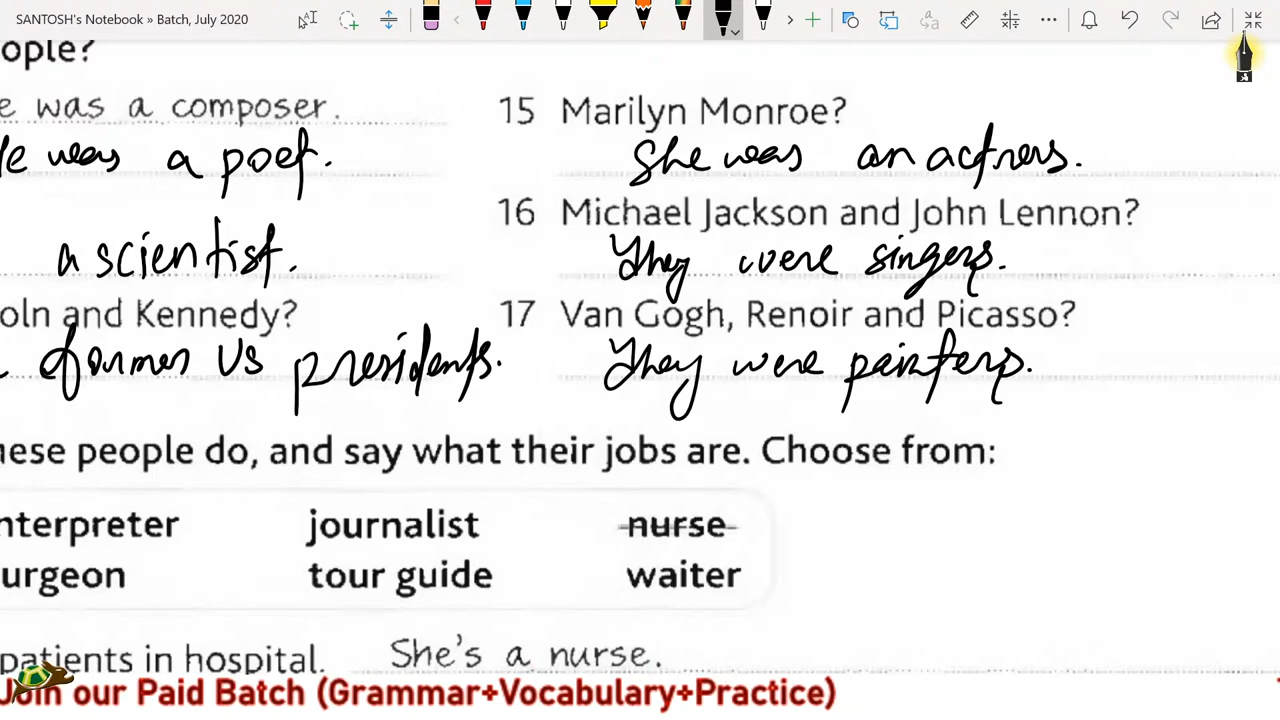 SANTOSH's Notebook » Batch, July 2020
ople?
e was a composer.
He was a poet.
a scientist.
oln and Kennedy?
former US presidents.
15 Marilyn Monroe?
She was an actress.
16 Michael Jackson and John Lennon?
They were singers.
17 Van Gogh, Renoir and Picasso?
They were painters.
hese people do, and say what their jobs are. Choose from:
nterpreter journalist nurse
urgeon tour guide waiter
patients in hospital. She's a nurse.
Join our Paid Batch (Grammar+Vocabulary+Practice)